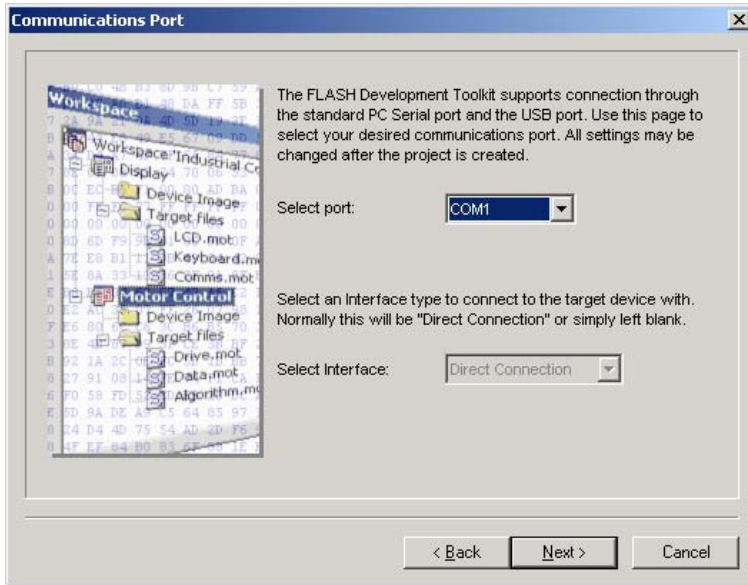 Communications Port
Workspace
Workspace 'Industrial Ce
Display
Device Image
Target files
LCD.mot
Keyboard.m
Comms.mot
Motor Control
Device Image
Target files
Drive.mot
Data.mot
Algorithm.mo
The FLASH Development Toolkit supports connection through
the standard PC Serial port and the USB port. Use this page to
select your desired communications port. All settings may be
changed after the project is created.
Select port:
COM1
Select an Interface type to connect to the target device with.
Normally this will be "Direct Connection" or simply left blank.
Select Interface:
Direct Connection
< Back
Next >
Cancel